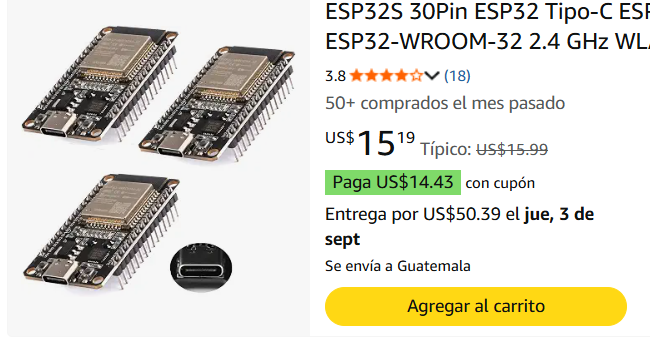 ESP32S 30Pin ESP32 Tipo-C
ESP32-WROOM-32 2.4 GHz
3.8 (18)
50+ comprados el mes pasado
US$15 19 Típico: US$15.99
Paga US$14.43 con cupón
Entrega por US$50.39 el jue, 3 de
sept
Se envía a Guatemala
Agregar al carrito